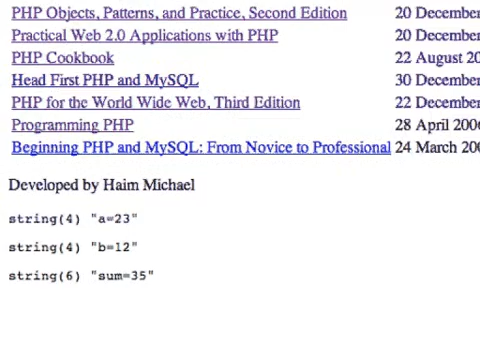 PHP Objects, Patterns, and Practice, Second Edition 20 December
Practical Web 2.0 Applications with PHP 20 December
PHP Cookbook 22 August 20
Head First PHP and MySQL 30 December
PHP for the World Wide Web, Third Edition 22 December
Programming PHP 28 April 2006
Beginning PHP and MySQL: From Novice to Professional 24 March 200
Developed by Haim Michael
string(4) "a=23"
string(4) "b=12"
string(6) "sum=35"